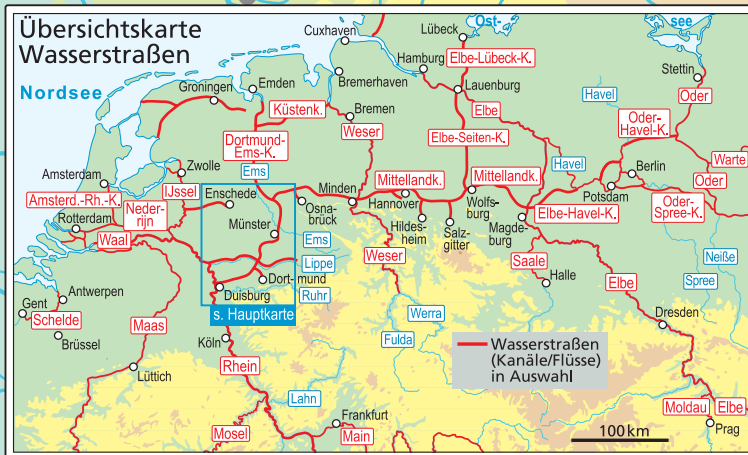 Übersichtskarte
Wasserstraßen
Nordsee
Ost-
see
Cuxhaven
Lübeck
Hamburg
Elbe-Lübeck-K.
Stettin
Groningen
Emden
Bremerhaven
Lauenburg
Havel
Oder
Küstenk.
Bremen
Elbe
Weser
Oder-
Havel-K.
Dortmund-
Ems-K.
Elbe-Seiten-K.
Zwolle
Ems
Havel
Berlin
Warte
Amsterdam
IJssel
Enschede
Minden
Mittellandk.
Mittellandk.
Potsdam
Oder
Amsterd.-Rh.-K.
Neder-
rijn
Osna-
brück
Hannover
Wolfs-
burg
Elbe-Havel-K.
Oder-
Spree-K.
Rotterdam
Münster
Hildes-
heim
Salz-
gitter
Magde-
burg
Waal
Ems
Weser
Saale
Neiße
Lippe
Halle
Elbe
Spree
Antwerpen
Dort-mund
Duisburg
Ruhr
Gent
Schelde
Maas
s. Hauptkarte
Werra
Dresden
Brüssel
Köln
Fulda
Wasserstraßen
(Kanäle/Flüsse)
in Auswahl
Lüttich
Rhein
Lahn
Moldau
Elbe
Frankfurt
Mosel
Main
100 km
Prag